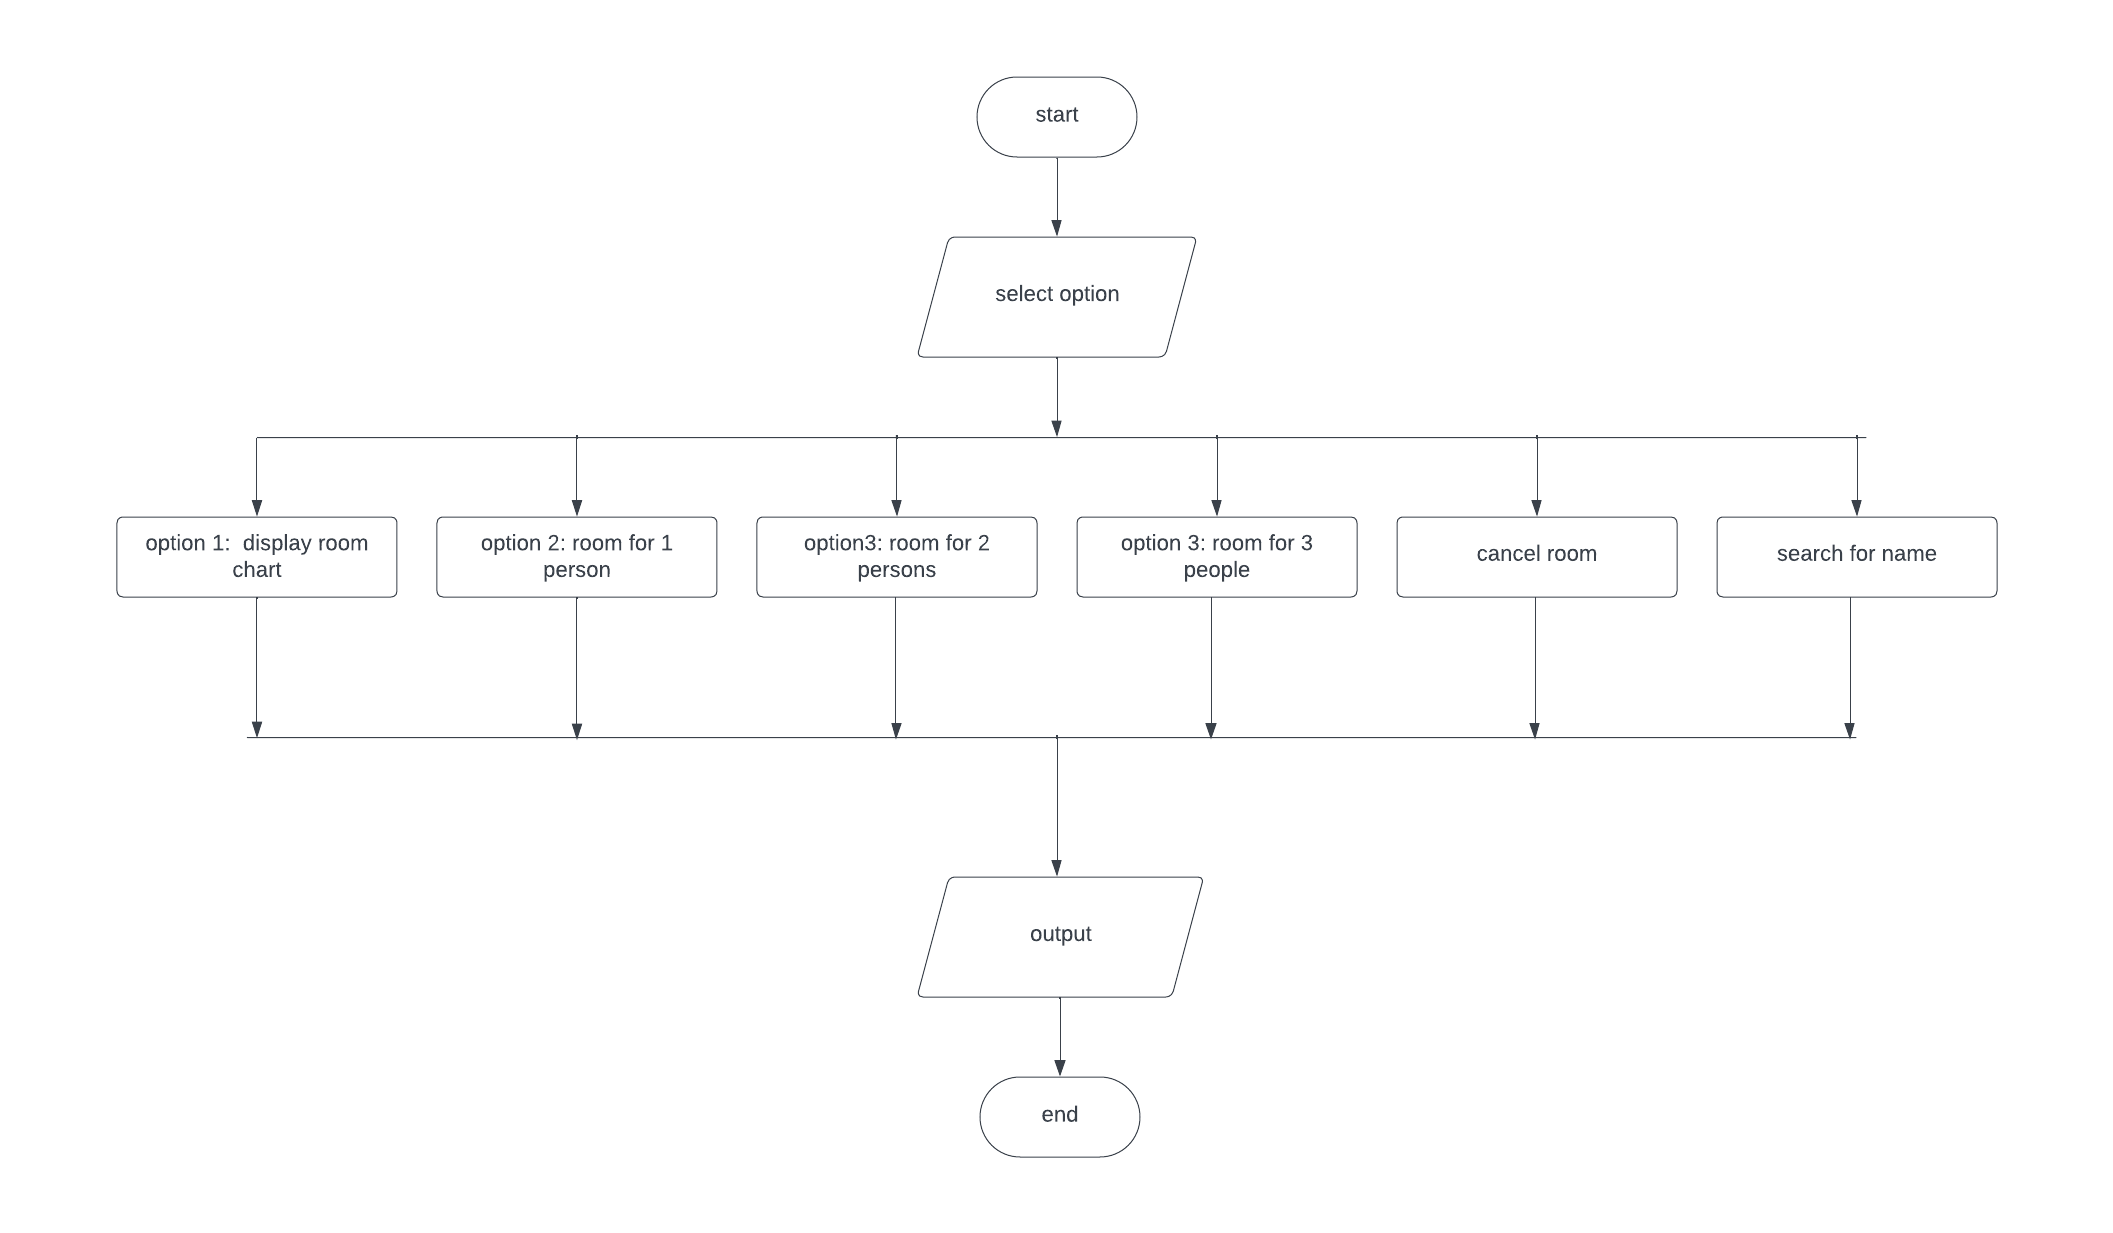 start
select option
option 1:  display room
chart
option 2: room for 1
person
option3: room for 2
persons
option 3: room for 3
people
cancel room
search for name
output
end